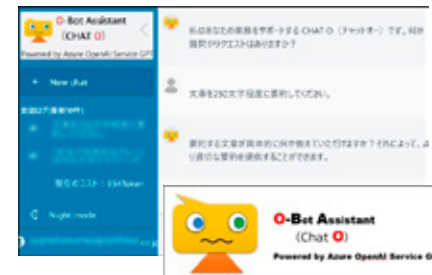 O-Bot Assistant
(CHAT O)
Powered by Azure OpenAI Service GPT
+ New chat
Night mode
私はあなたの業務をサポートする CHAT O（チャットオー）です。何か
質問やリクエストはありますか？
文章を200文字程度に要約してください。
要約する文章が具体的に何か教えていただけますか？それによって、よ
り適切な要約を提供することができます。
O-Bot Assistant
(Chat O)
Powered by Azure OpenAI Service G